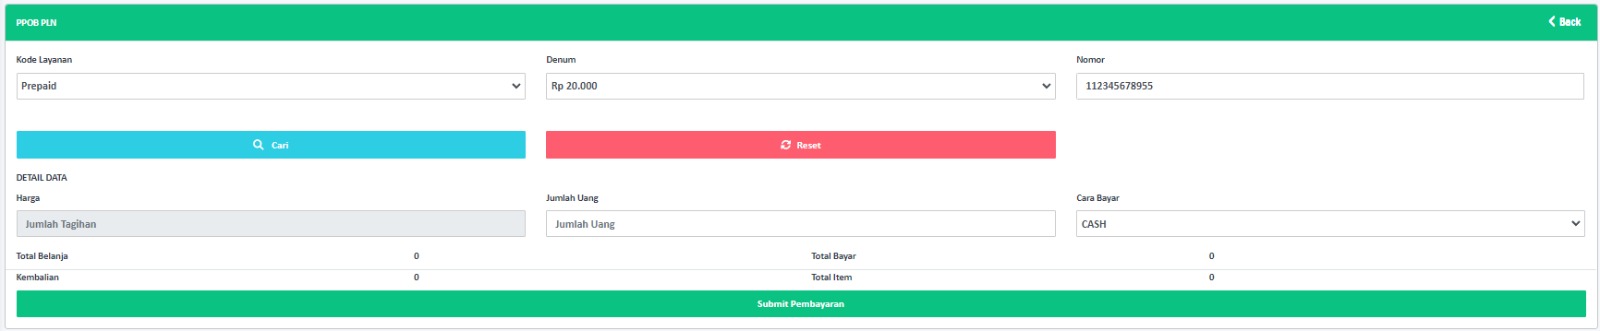 PPOB PLN Back
Kode Layanan Denum Nomor
Prepaid Rp 20.000 112345678955
Cari Reset
DETAIL DATA
Harga Jumlah Uang Cara Bayar
Jumlah Tagihan Jumlah Uang CASH
Total Belanja 0 Total Bayar 0
Kembalian 0 Total Item 0
Submit Pembayaran